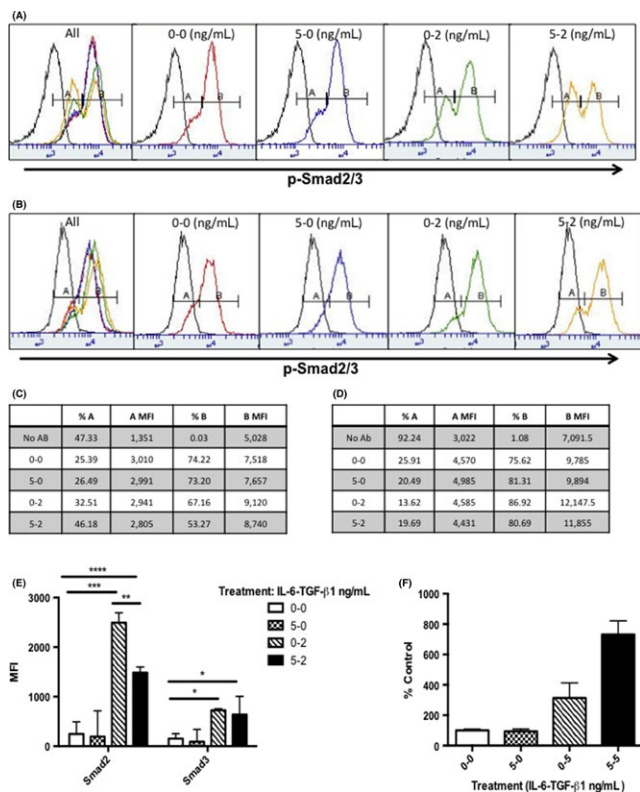 (A)
All
0-0 (ng/mL)
5-0 (ng/mL)
0-2 (ng/mL)
5-2 (ng/mL)
A B
A B
A B
A B
A B
p-Smad2/3
(B)
All
0-0 (ng/mL)
5-0 (ng/mL)
0-2 (ng/mL)
5-2 (ng/mL)
A B
A B
A B
A B
A B
p-Smad2/3
(C)
% A A MFI % B B MFI
No AB 47.33 1,351 0.03 5,028
0-0 25.39 3,010 74.22 7,518
5-0 26.49 2,991 73.20 7,657
0-2 32.51 2,941 67.16 9,120
5-2 46.18 2,805 53.27 8,740
(D)
% A A MFI % B B MFI
No Ab 92.24 3,022 1.08 7,091.5
0-0 25.91 4,570 75.62 9,785
5-0 20.49 4,985 81.31 9,894
0-2 13.62 4,585 86.92 12,147.5
5-2 19.69 4,431 80.69 11,855
(E)
****
***
**
*
*
Treatment: IL-6-TGF-β1 ng/mL
0-0
5-0
0-2
5-2
MFI
3000
2000
1000
0
Smad2
Smad3
(F)
% Control
1000
800
600
400
200
0
0-0
5-0
0-5
5-5
Treatment (IL-6-TGF-β1 ng/mL)